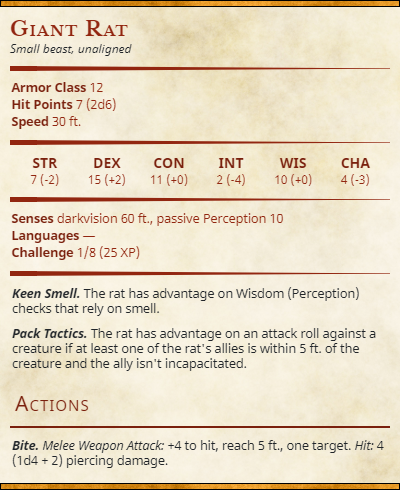 Giant Rat
Small beast, unaligned
Armor Class 12
Hit Points 7 (2d6)
Speed 30 ft.
STR DEX CON INT WIS CHA
7 (-2) 15 (+2) 11 (+0) 2 (-4) 10 (+0) 4 (-3)
Senses darkvision 60 ft., passive Perception 10
Languages —
Challenge 1/8 (25 XP)
Keen Smell. The rat has advantage on Wisdom (Perception)
checks that rely on smell.
Pack Tactics. The rat has advantage on an attack roll against a
creature if at least one of the rat's allies is within 5 ft. of the
creature and the ally isn't incapacitated.
Actions
Bite. Melee Weapon Attack: +4 to hit, reach 5 ft., one target. Hit: 4
(1d4 + 2) piercing damage.